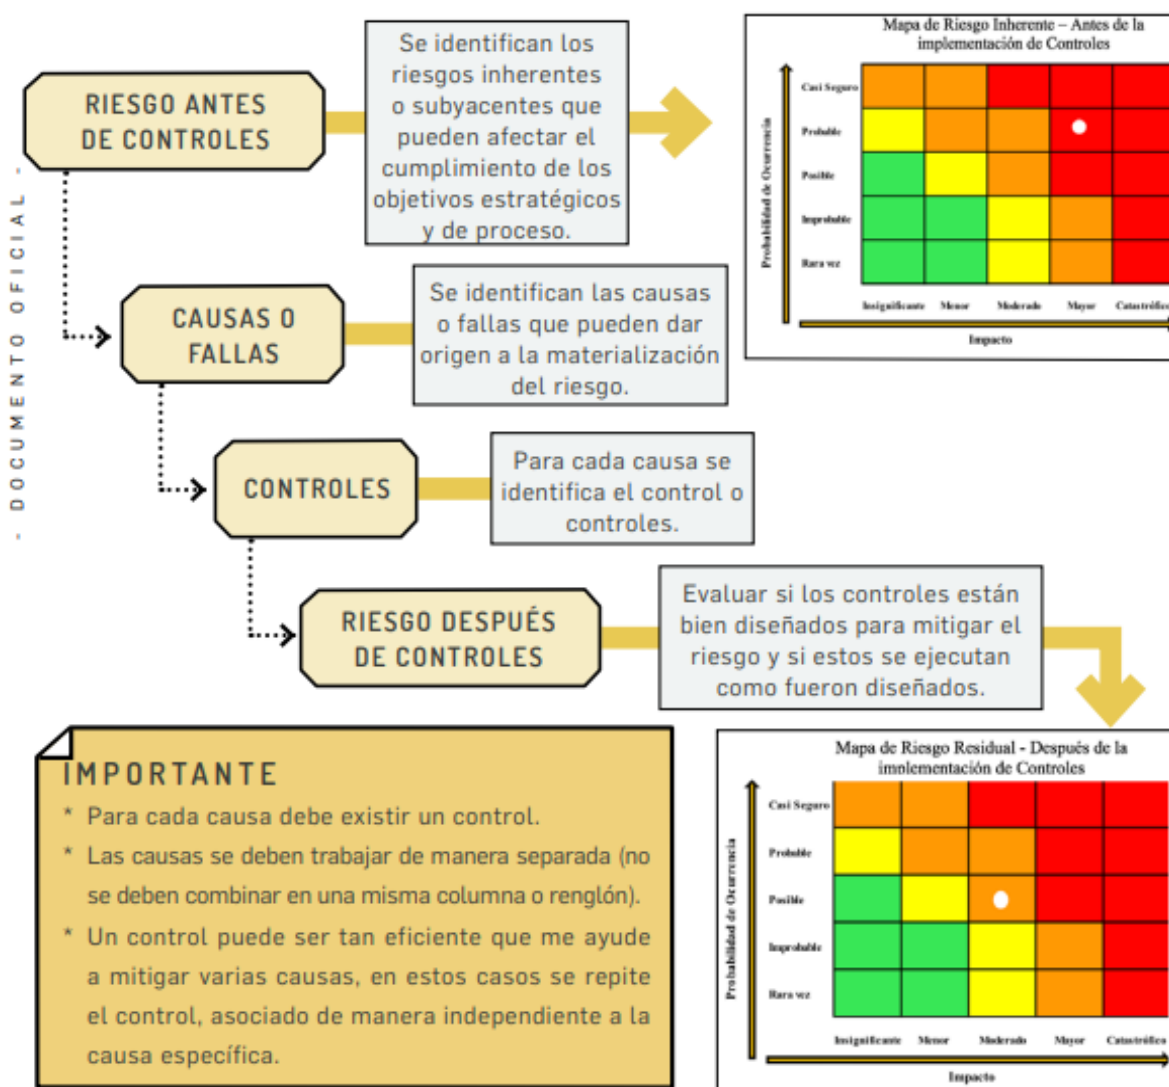 - DOCUMENTO OFICIAL -
RIESGO ANTES
DE CONTROLES
Se identifican los
riesgos inherentes
o subyacentes que
pueden afectar el
cumplimiento de los
objetivos estratégicos
y de proceso.
Mapa de Riesgo Inherente – Antes de la
implementación de Controles
Probabilidad de Ocurrencia
Casi Seguro
Probable
Posible
Improbable
Rara vez
Insignificante Menor Moderado Mayor Catastrófico
Impacto
CAUSAS O
FALLAS
Se identifican las causas
o fallas que pueden dar
origen a la materialización
del riesgo.
CONTROLES
Para cada causa se
identifica el control o
controles.
RIESGO DESPUÉS
DE CONTROLES
Evaluar si los controles están
bien diseñados para mitigar el
riesgo y si estos se ejecutan
como fueron diseñados.
IMPORTANTE
* Para cada causa debe existir un control.
* Las causas se deben trabajar de manera separada (no
se deben combinar en una misma columna o renglón).
* Un control puede ser tan eficiente que me ayude
a mitigar varias causas, en estos casos se repite
el control, asociado de manera independiente a la
causa específica.
Mapa de Riesgo Residual - Después de la
implementación de Controles
Probabilidad de Ocurrencia
Casi Seguro
Probable
Posible
Improbable
Rara vez
Insignificante Menor Moderado Mayor Catastrófico
Impacto